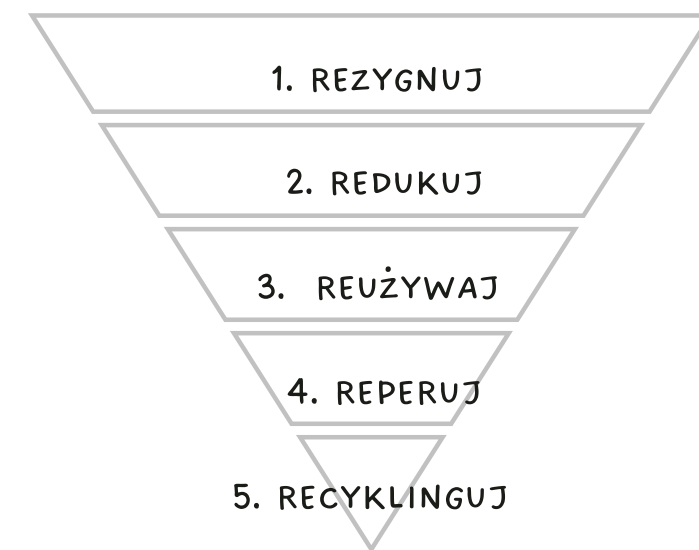 1. REZYGNUJ
2. REDUKUJ
3. REUŻYWAJ
4. REPERUJ
5. RECYKLINGUJ